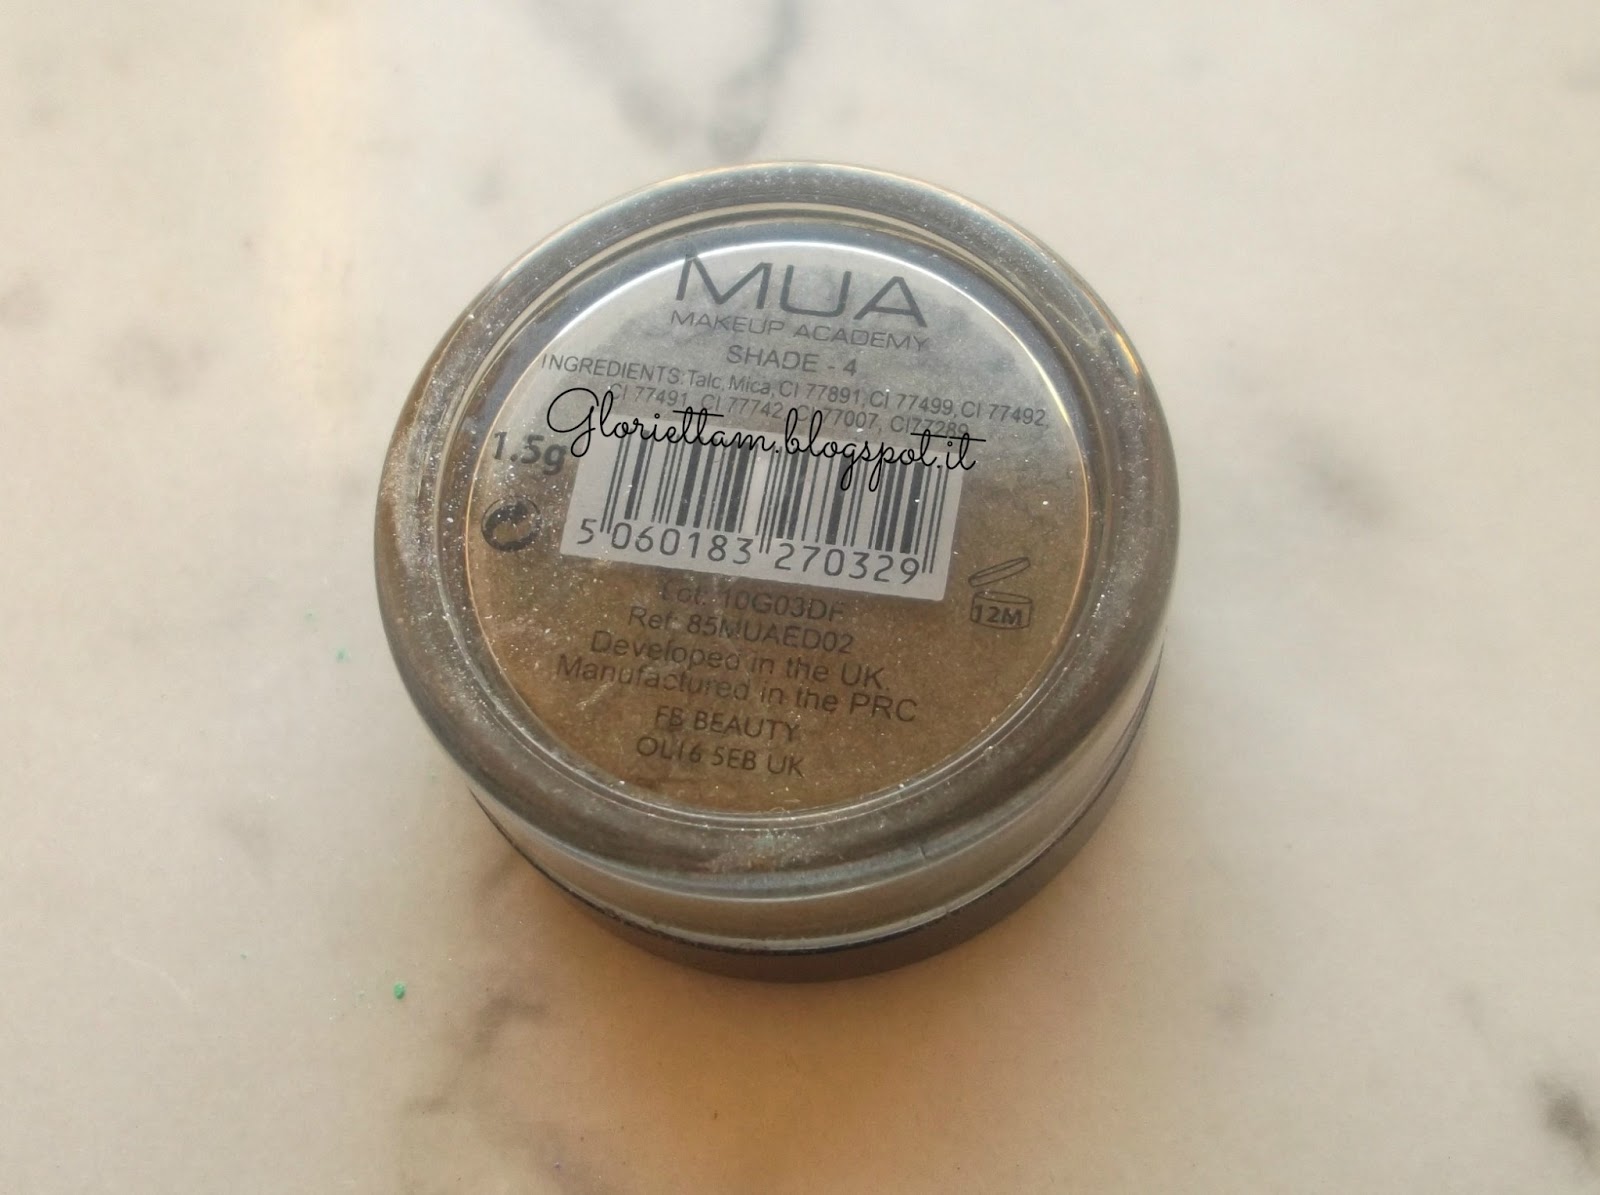 MUA
MAKEUP ACADEMY
SHADE - 4
INGREDIENTS:Talc, Mica, CI 77891, CI 77499, CI 77492,
CI 77491, CI 77742, CI 77007, CI77289
Gloriettam.blogspot.it
1.5g
5 060183 270329
12M
Lot: 10G03DF
Ref: 85MUAED02
Developed in the UK.
Manufactured in the PRC
FB BEAUTY
OL16 5EB UK